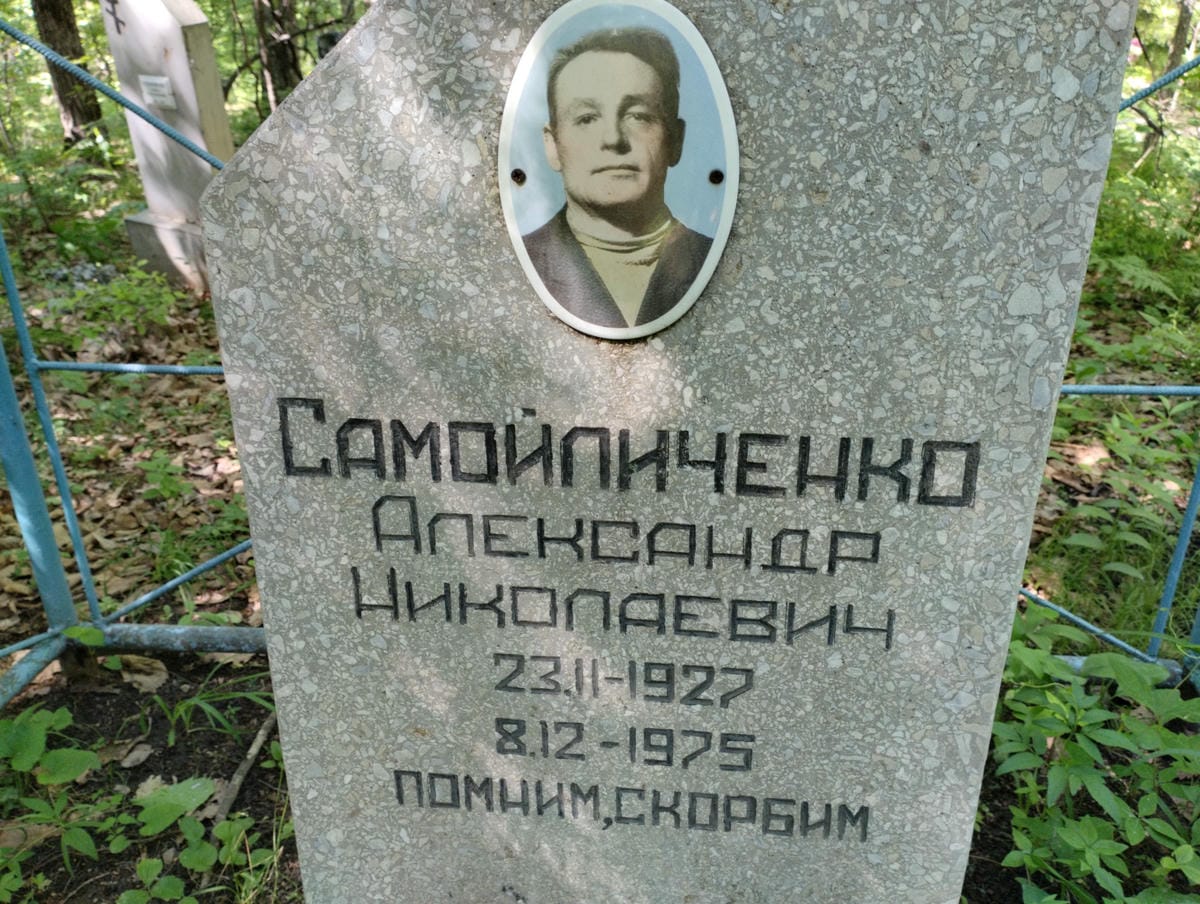 Самойличенко
Александр
Николаевич
23.11-1927
8.12-1975
помним, скорбим